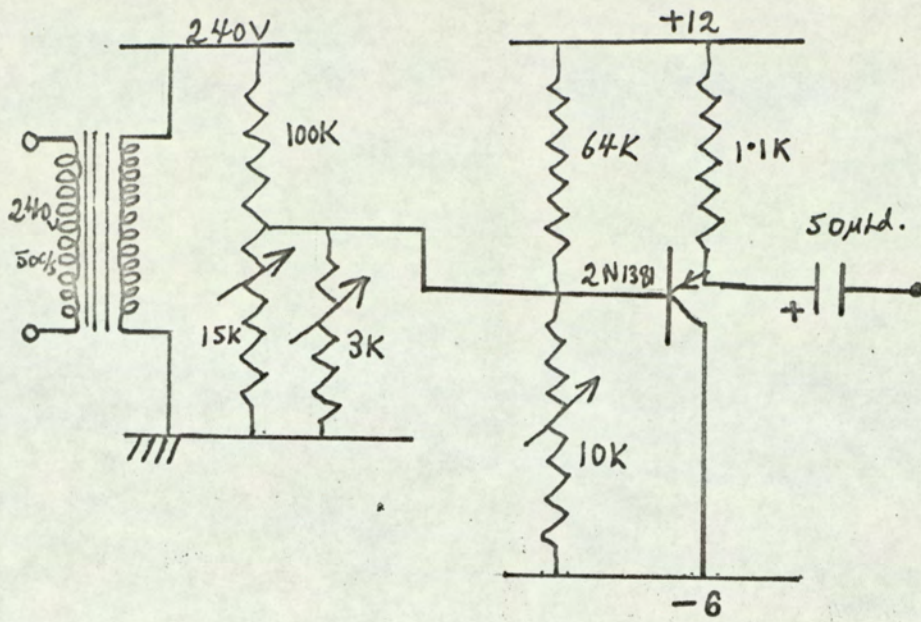 240V
+12
100K
64K
1·1K
240v
50c/s
50μfd.
2N1381
+
15K
3K
10K
-6